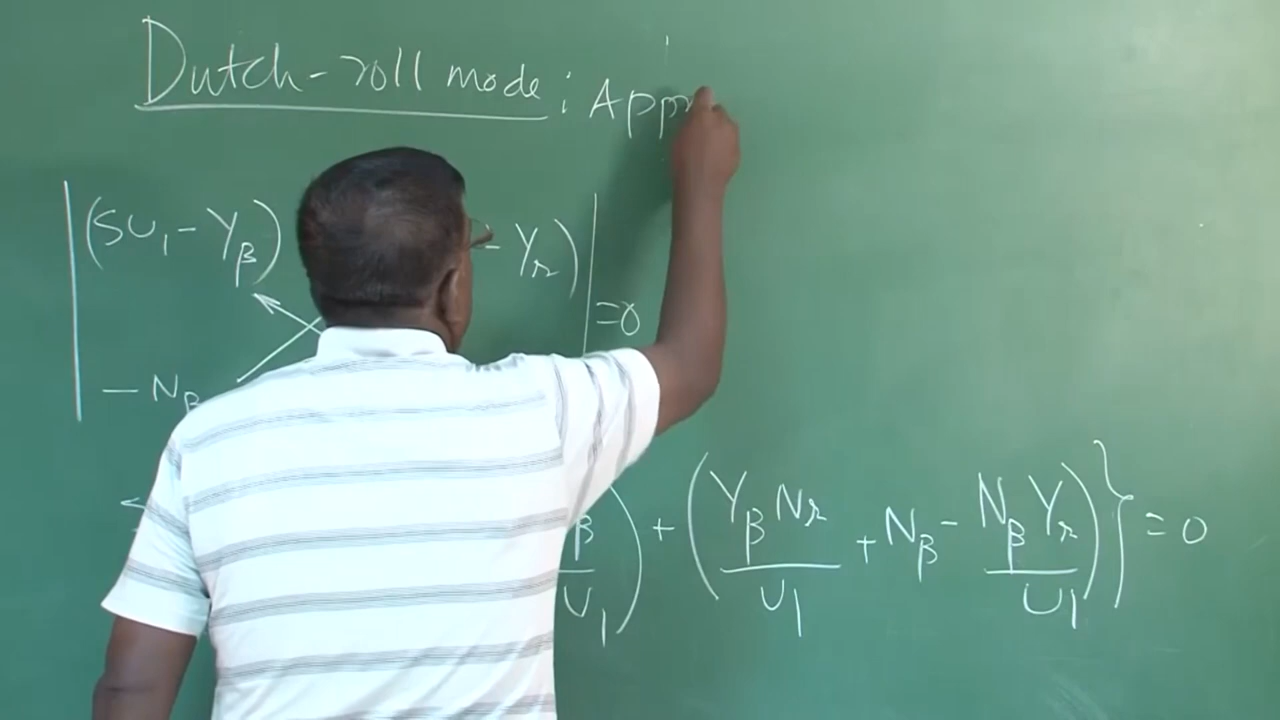 Dutch-roll mode : App
(SU₁ - Y_β) - Y_r) = 0
- N_β
β/U₁) + (Y_β N_r/U₁ + N_β - N_β Y_r/U₁)} = 0